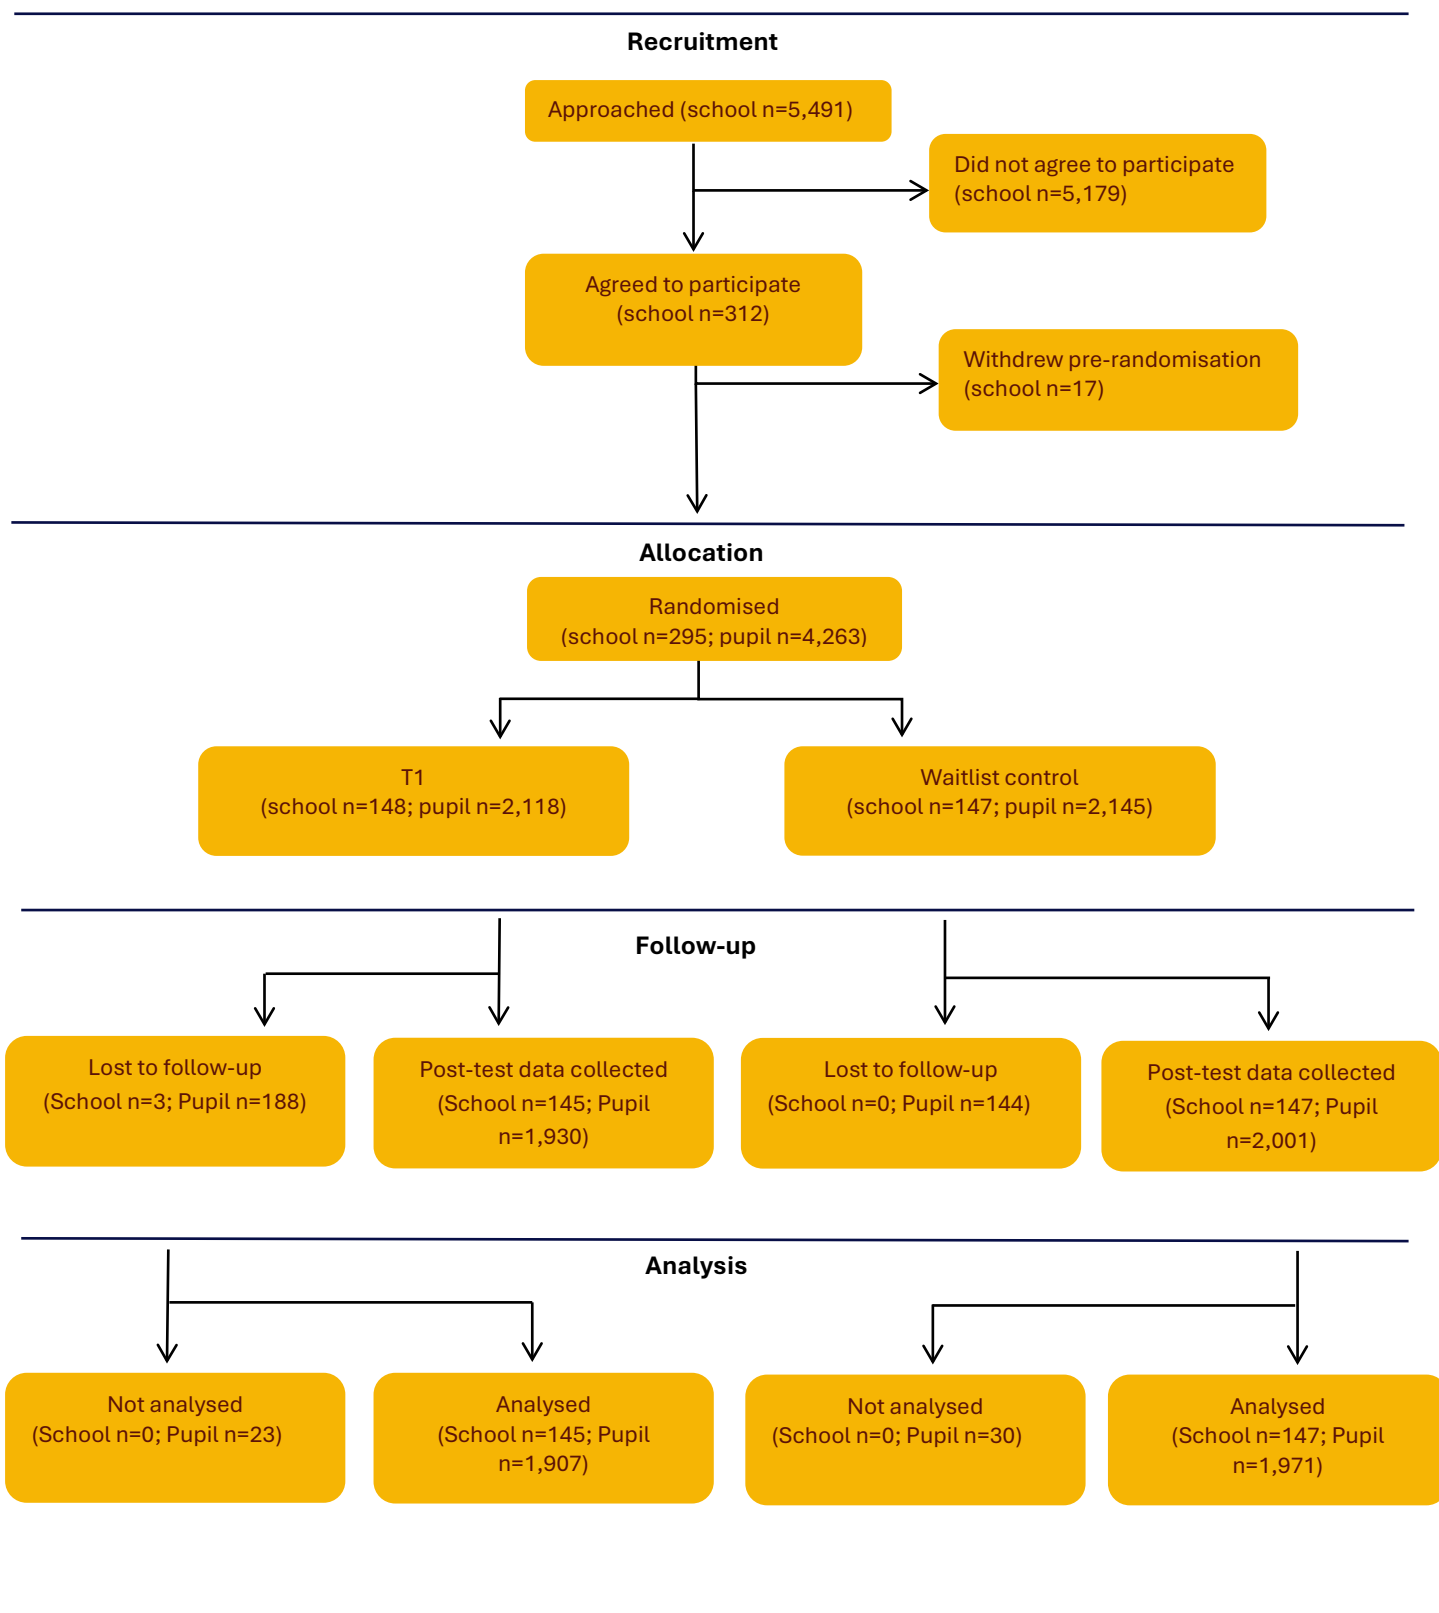 Recruitment
Approached (school n=5,491)
Did not agree to participate
(school n=5,179)
Agreed to participate
(school n=312)
Withdrew pre-randomisation
(school n=17)
Allocation
Randomised
(school n=295; pupil n=4,263)
T1
(school n=148; pupil n=2,118)
Waitlist control
(school n=147; pupil n=2,145)
Follow-up
Lost to follow-up
(School n=3; Pupil n=188)
Post-test data collected
(School n=145; Pupil
n=1,930)
Lost to follow-up
(School n=0; Pupil n=144)
Post-test data collected
(School n=147; Pupil
n=2,001)
Analysis
Not analysed
(School n=0; Pupil n=23)
Analysed
(School n=145; Pupil
n=1,907)
Not analysed
(School n=0; Pupil n=30)
Analysed
(School n=147; Pupil
n=1,971)